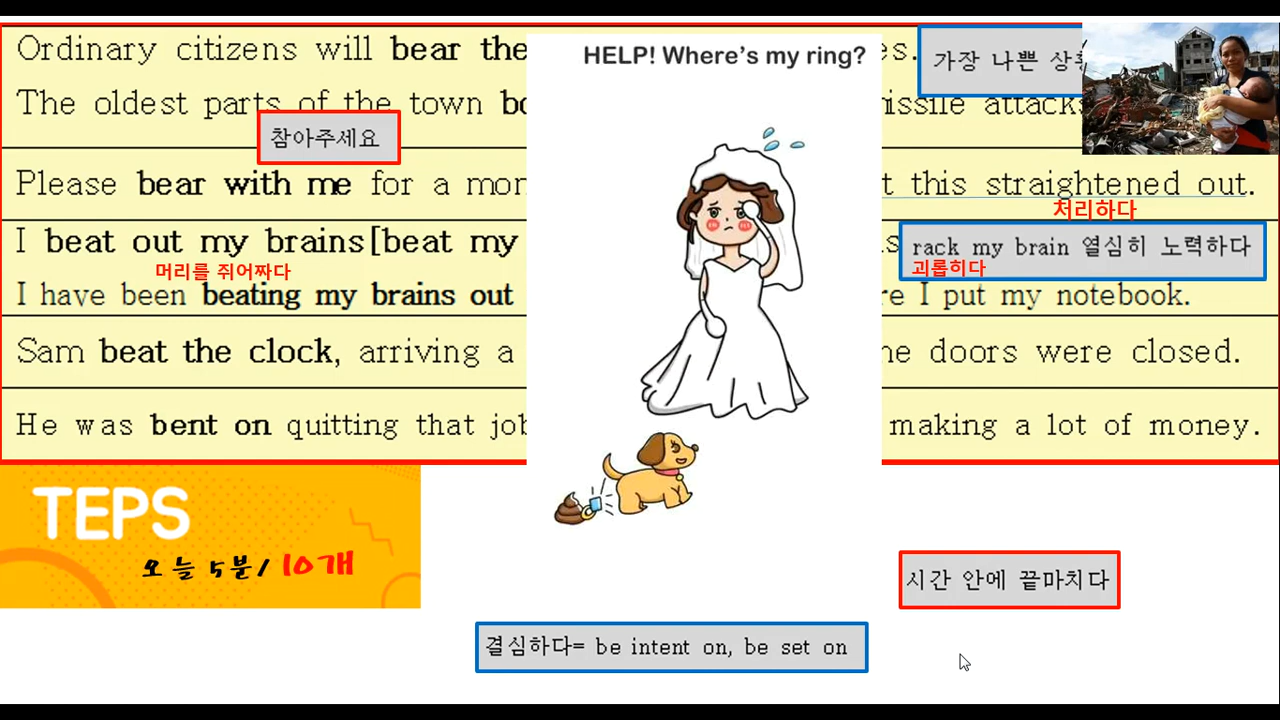 Ordinary citizens will bear the es. 가장 나쁜
HELP! Where's my ring?
The oldest parts of the town missile attacks
참아주세요
Please bear with me for a t this straightened out.
처리하다
I beat out my brains[beat my
rack my brain 열심히 노력하다
머리를 쥐어짜다
괴롭히다
I have been beating my brains out I put my notebook.
Sam beat the clock, arriving a doors were closed.
He was bent on quitting that making a lot of money.
TEPS
오늘 5분/10개
시간 안에 끝마치다
결심하다= be intent on, be set on